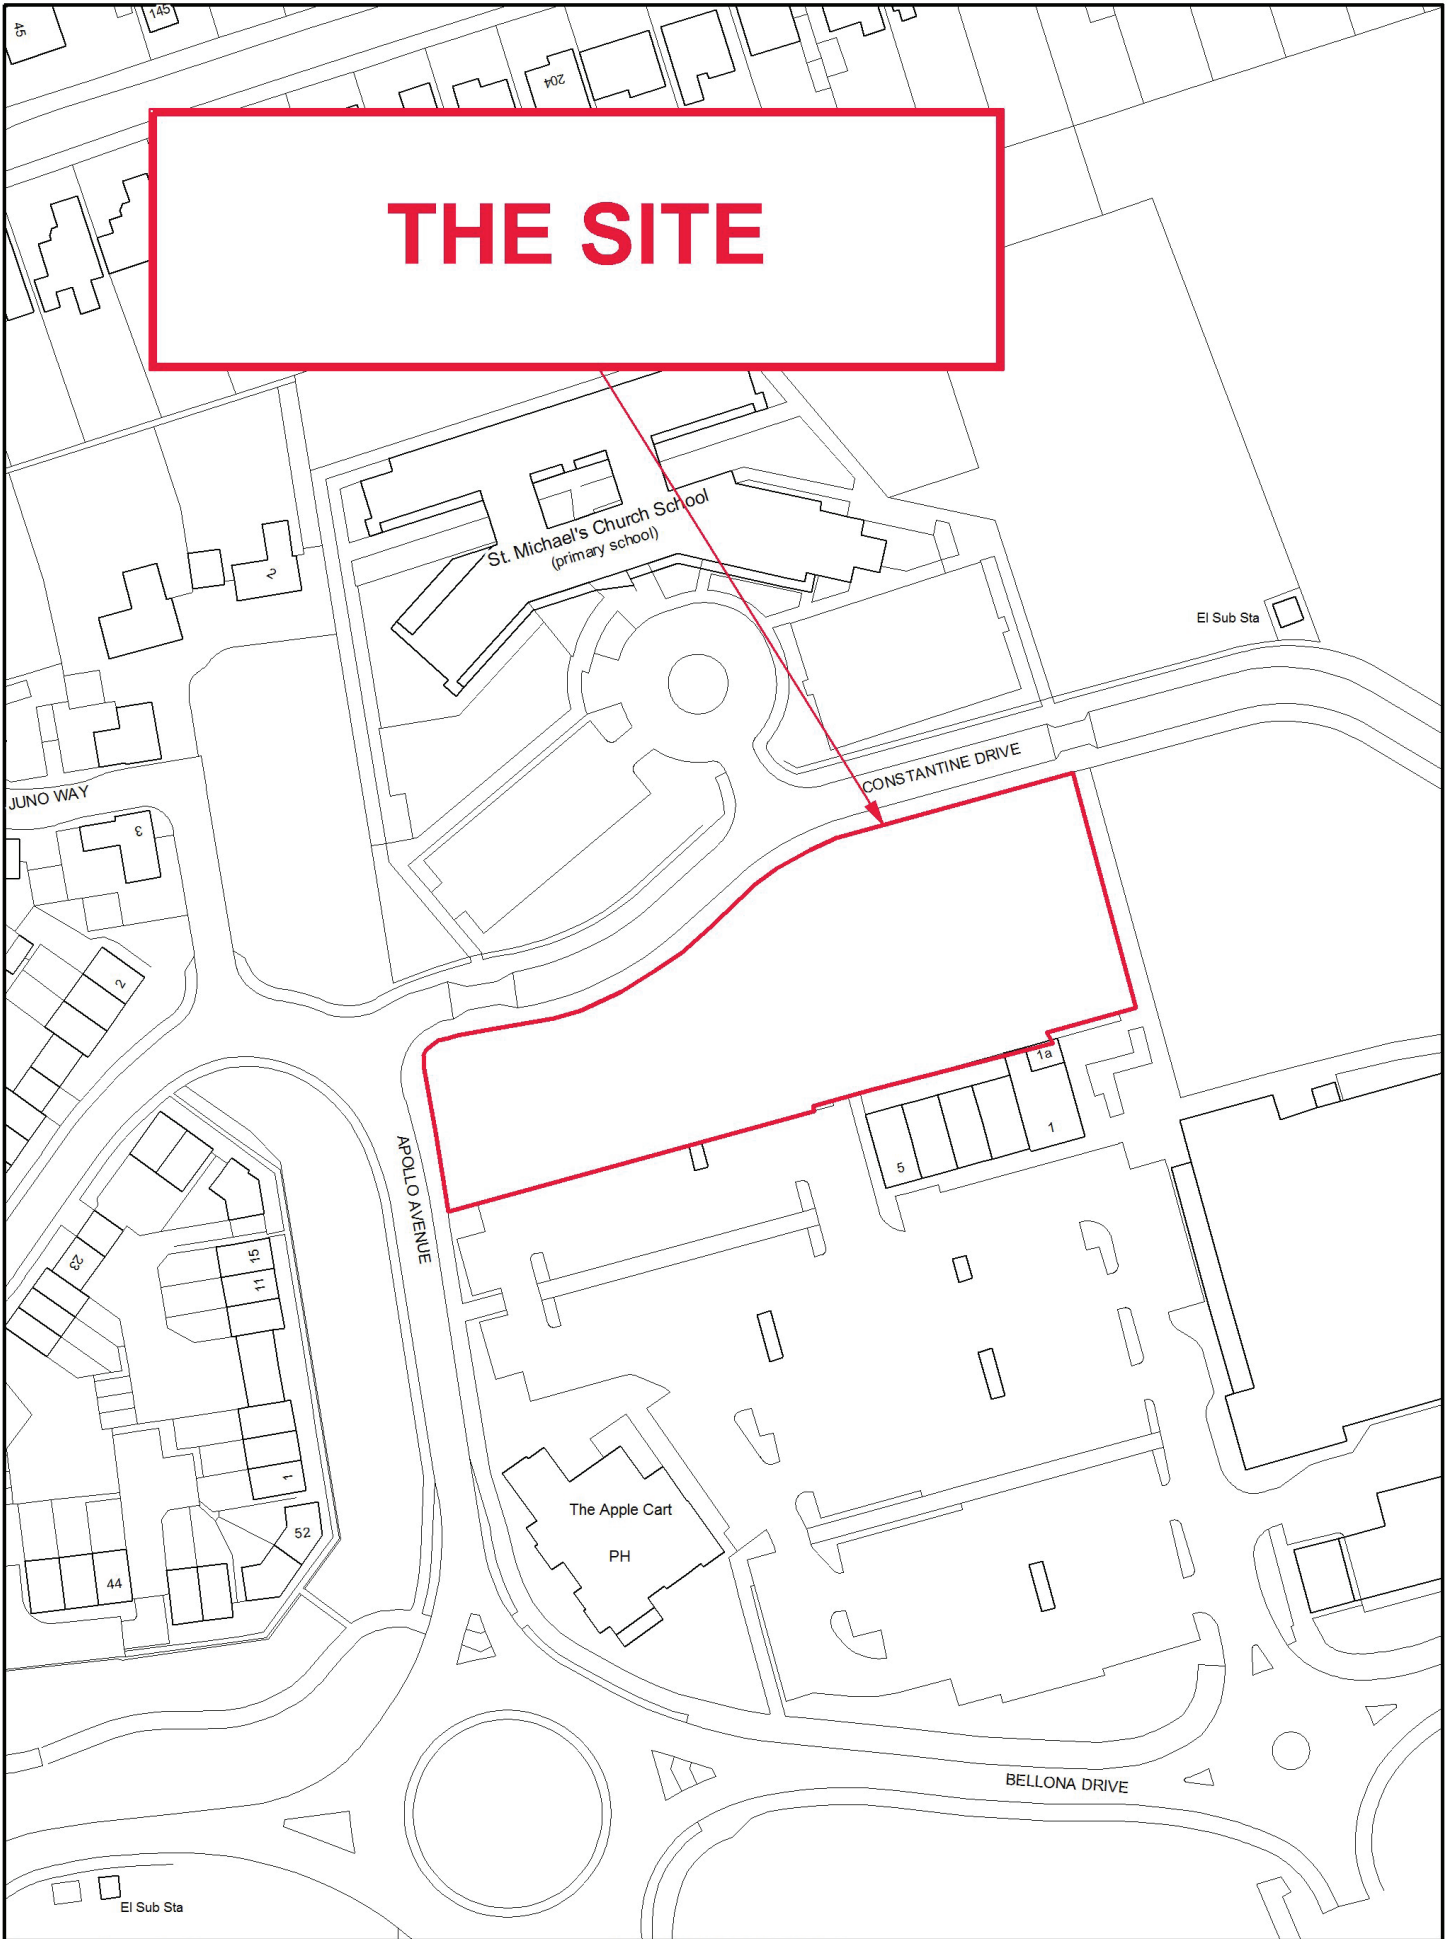 45
145
204
THE SITE
St. Michael's Church School
(primary school)
2
El Sub Sta
CONSTANTINE DRIVE
JUNO WAY
3
2
1a
1
5
APOLLO AVENUE
23
15
11
1
The Apple Cart
PH
52
44
BELLONA DRIVE
El Sub Sta